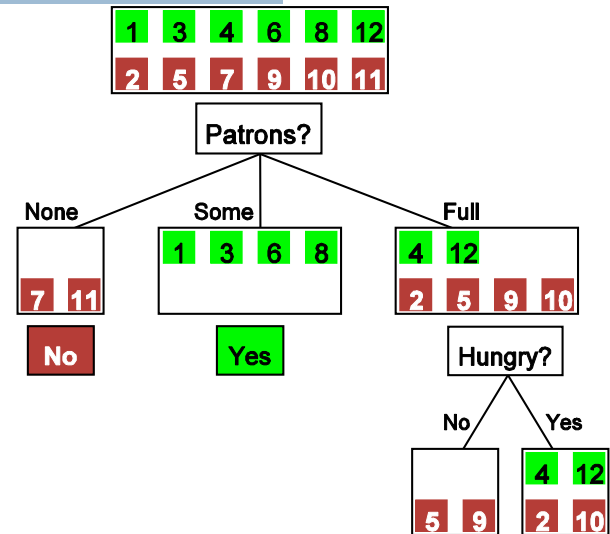 1 3 4 6 8 12
2 5 7 9 10 11
Patrons?
None Some Full
1 3 6 8 4 12
7 11 2 5 9 10
No Yes Hungry?
No Yes
4 12
5 9 2 10